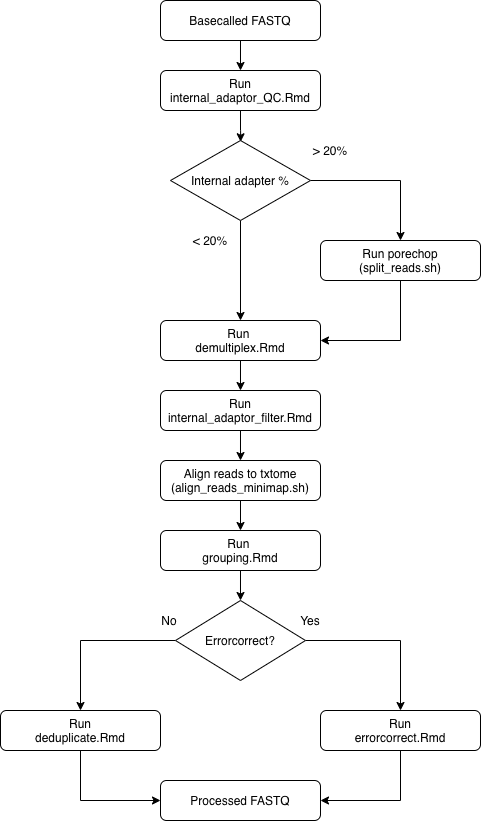 Basecalled FASTQ
Run
internal_adaptor_QC.Rmd
> 20%
Internal adapter %
< 20%
Run porechop
(split_reads.sh)
Run
demultiplex.Rmd
Run
internal_adaptor_filter.Rmd
Align reads to txtome
(align_reads_minimap.sh)
Run
grouping.Rmd
No
Yes
Errorcorrect?
Run
deduplicate.Rmd
Run
errorcorrect.Rmd
Processed FASTQ